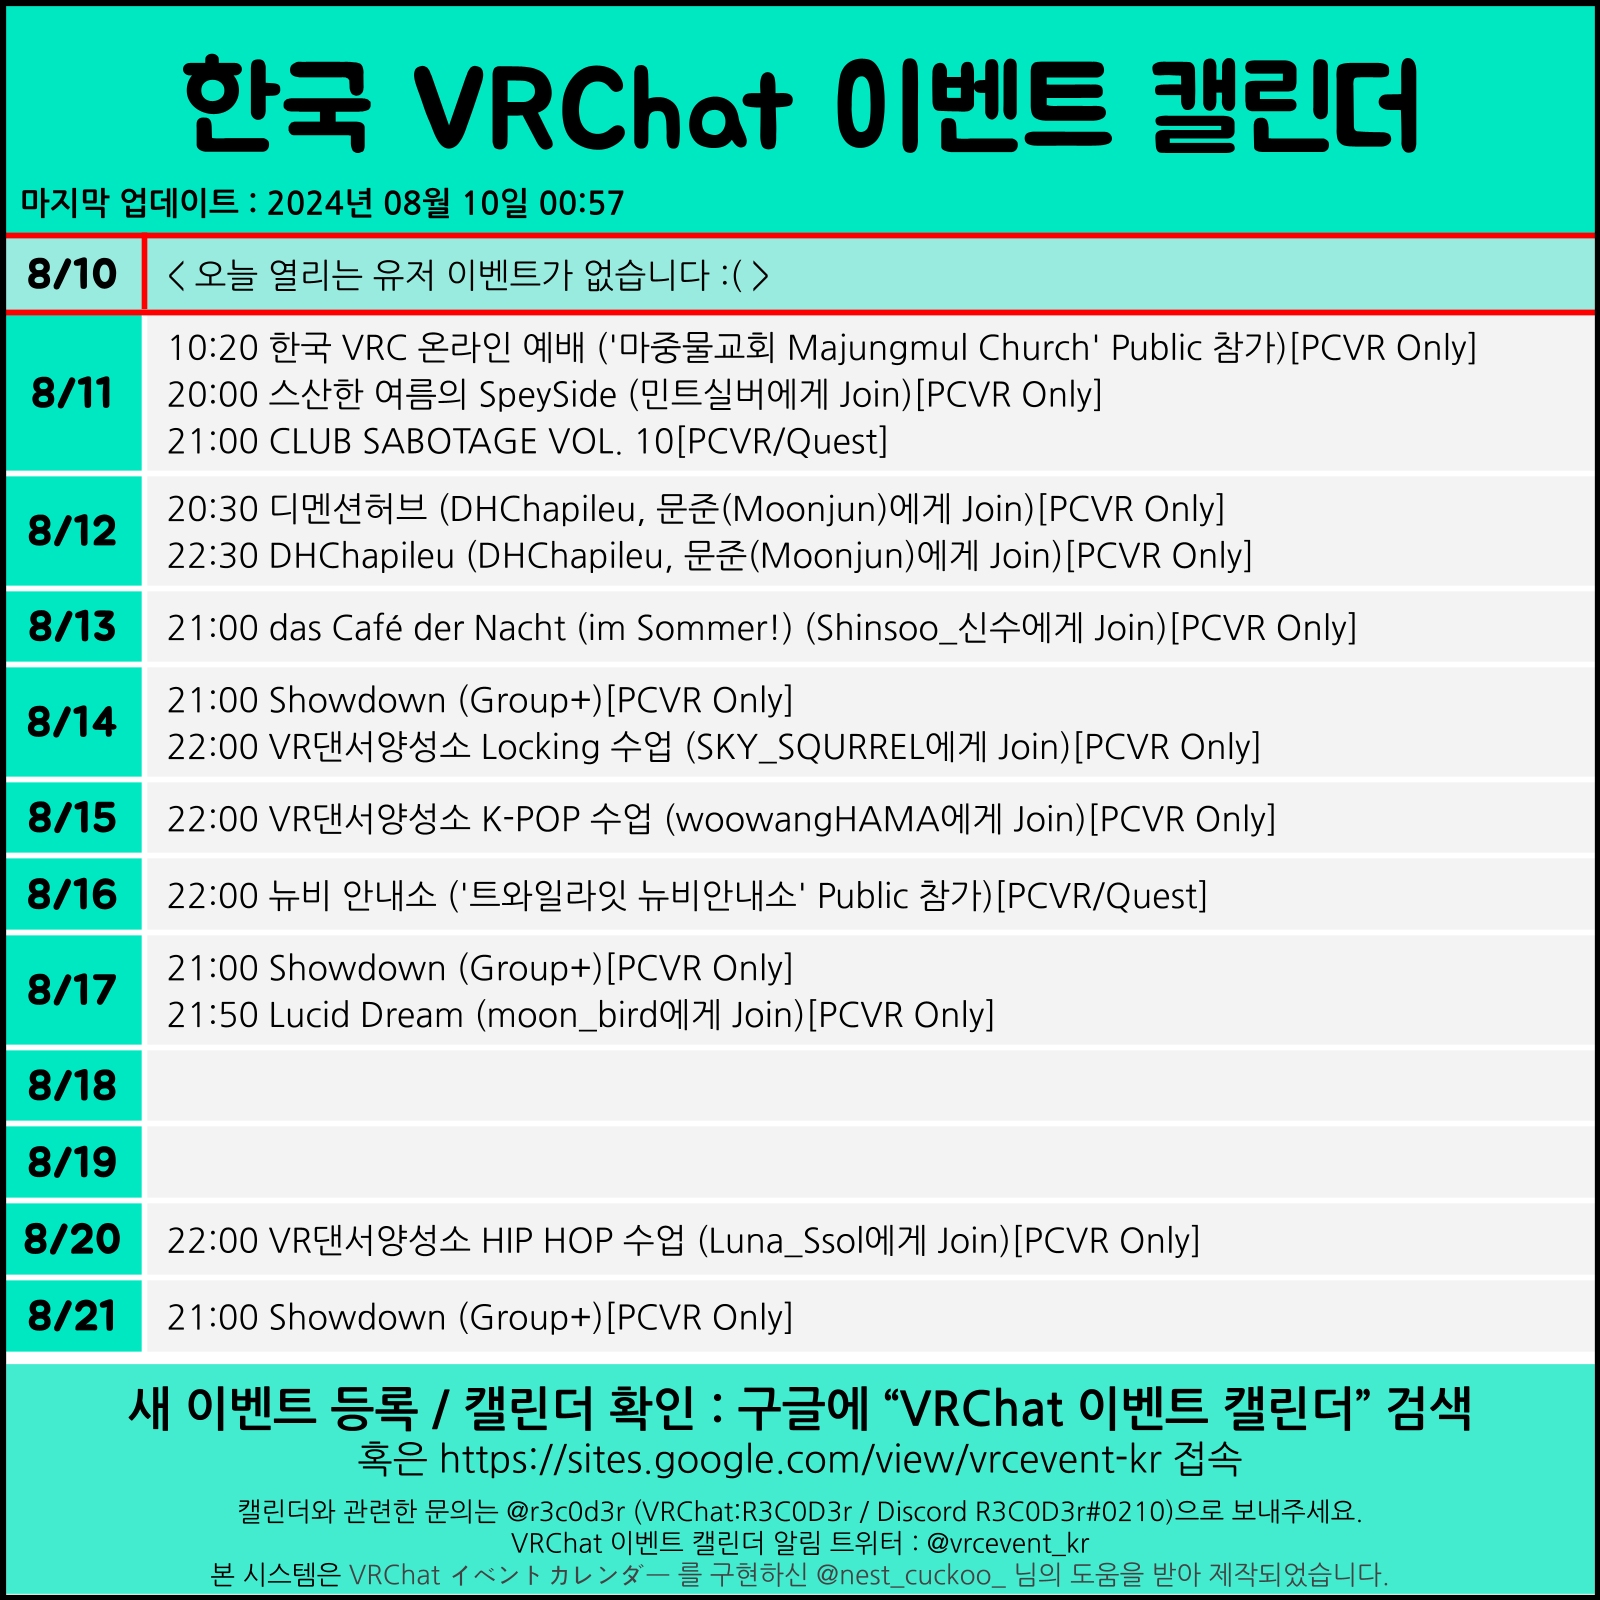 한국 VRChat 이벤트 캘린더
마지막 업데이트 : 2024년 08월 10일 00:57
8/10
< 오늘 열리는 유저 이벤트가 없습니다 :( >
8/11
10:20 한국 VRC 온라인 예배 ('마중물교회 Majungmul Church' Public 참가)[PCVR Only]
20:00 스산한 여름의 SpeySide (민트실버에게 Join)[PCVR Only]
21:00 CLUB SABOTAGE VOL. 10[PCVR/Quest]
8/12
20:30 디멘션허브 (DHChapileu, 문준(Moonjun)에게 Join)[PCVR Only]
22:30 DHChapileu (DHChapileu, 문준(Moonjun)에게 Join)[PCVR Only]
8/13
21:00 das Café der Nacht (im Sommer!) (Shinsoo_신수에게 Join)[PCVR Only]
8/14
21:00 Showdown (Group+)[PCVR Only]
22:00 VR댄서양성소 Locking 수업 (SKY_SQURREL에게 Join)[PCVR Only]
8/15
22:00 VR댄서양성소 K-POP 수업 (woowangHAMA에게 Join)[PCVR Only]
8/16
22:00 뉴비 안내소 ('트와일라잇 뉴비안내소' Public 참가)[PCVR/Quest]
8/17
21:00 Showdown (Group+)[PCVR Only]
21:50 Lucid Dream (moon_bird에게 Join)[PCVR Only]
8/18
8/19
8/20
22:00 VR댄서양성소 HIP HOP 수업 (Luna_Ssol에게 Join)[PCVR Only]
8/21
21:00 Showdown (Group+)[PCVR Only]
새 이벤트 등록 / 캘린더 확인 : 구글에 “VRChat 이벤트 캘린더” 검색
혹은 https://sites.google.com/view/vrcevent-kr 접속
캘린더와 관련한 문의는 @r3c0d3r (VRChat:R3C0D3r / Discord R3C0D3r#0210)으로 보내주세요.
VRChat 이벤트 캘린더 알림 트위터 : @vrcevent_kr
본 시스템은 VRChat イベントカレンダー 를 구현하신 @nest_cuckoo_ 님의 도움을 받아 제작되었습니다.